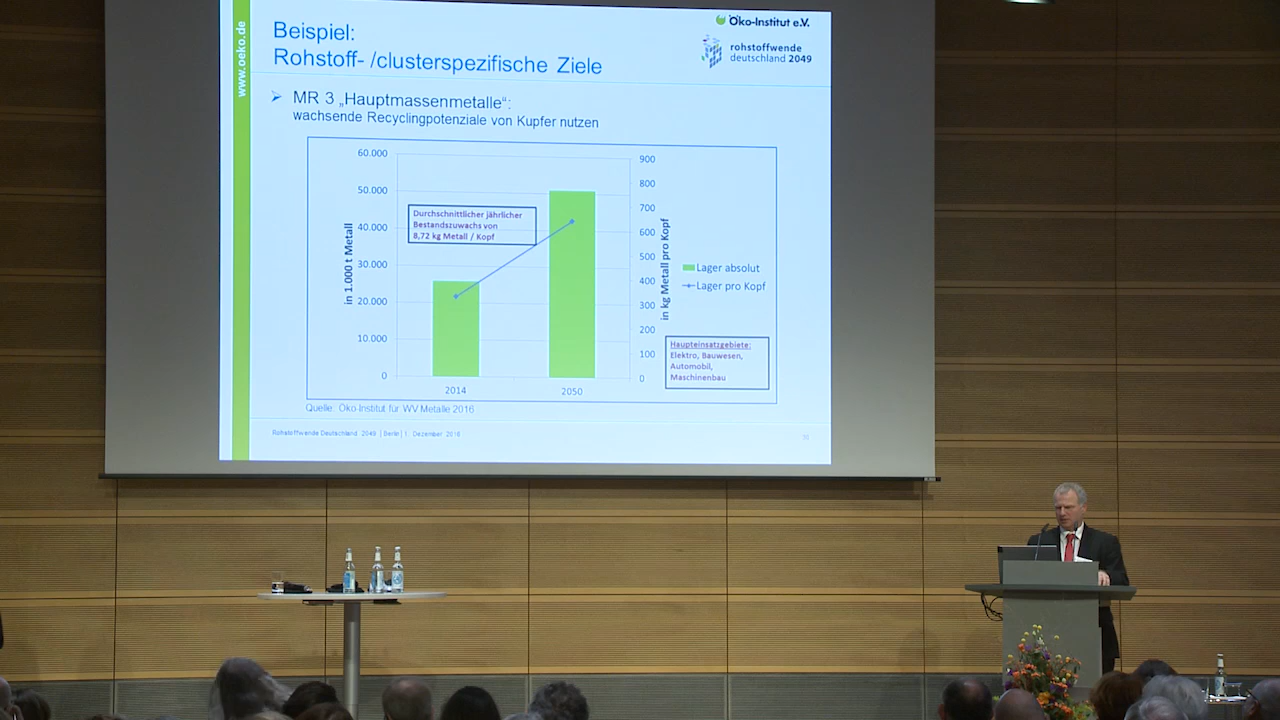 www.oeko.de
Öko-Institut e.V.
rohstoffwende
deutschland 2049
Beispiel:
Rohstoff- /clusterspezifische Ziele
MR 3 „Hauptmassenmetalle“:
wachsende Recyclingpotenziale von Kupfer nutzen
60.000
50.000
40.000
30.000
20.000
10.000
0
in 1.000 t Metall
Durchschnittlicher jährlicher
Bestandszuwachs von
8,72 kg Metall / Kopf
2014
2050
900
800
700
600
500
400
300
200
100
0
in kg Metall pro Kopf
Lager absolut
Lager pro Kopf
Haupteinsatzgebiete:
Elektro, Bauwesen,
Automobil,
Maschinenbau
Quelle: Öko-Institut für WV Metalle 2016
Rohstoffwende Deutschland 2049 | Berlin | 1. Dezember 2016